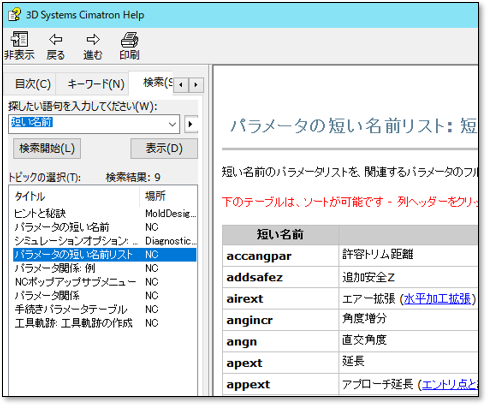 3D Systems Cimatron Help
非表示 戻る 進む 印刷
目次(C) キーワード(N) 検索(S
探したい語句を入力してください(W):
短い名前
検索開始(L) 表示(D)
トピックの選択(T): 検索結果: 9
タイトル 場所
ヒントと秘訣 MoldDesig...
パラメータの短い名前 NC
シミュレーションオプション: ... Diagnostic...
パラメータの短い名前リスト NC
パラメータ関係: 例 NC
NCポップアップサブメニュー NC
パラメータ関係 NC
手続きパラメータテーブル NC
工具軌跡: 工具軌跡の作成 NC
パラメータの短い名前リスト: 短
短い名前のパラメータリストを、関連するパラメータのフル
下のテーブルは、ソートが可能です - 列ヘッダーをクリッ
短い名前
accangpar 許容トリム距離
addsafez 追加安全Z
airext エアー拡張 (水平加工拡張)
angincr 角度増分
angn 直交角度
apext 延長
appext アプローチ延長 (エントリ点と